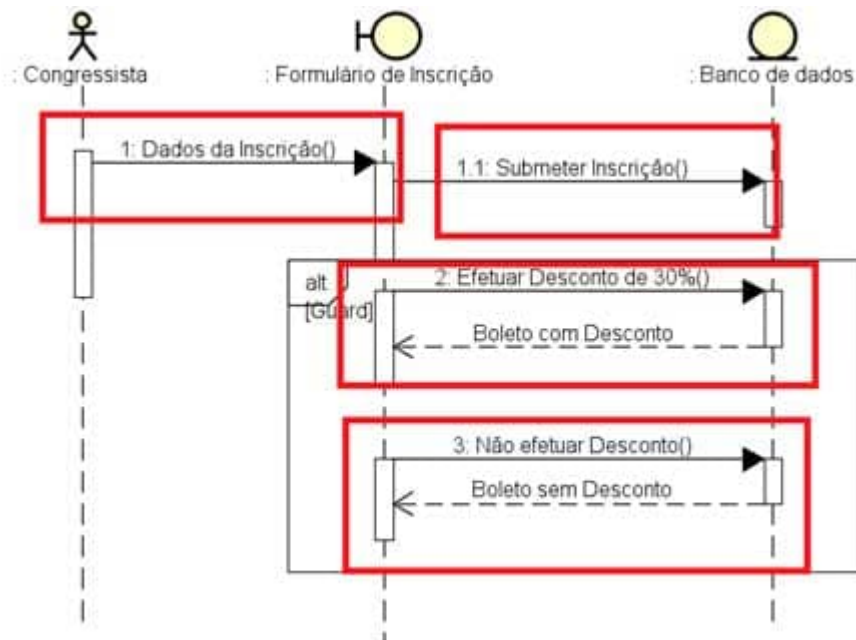 : Congressista
: Formulário de Inscrição
: Banco de dados
1: Dados da Inscrição()
1.1: Submeter Inscrição()
alt
[Guard]
2: Efetuar Desconto de 30%()
Boleto com Desconto
3: Não efetuar Desconto()
Boleto sem Desconto